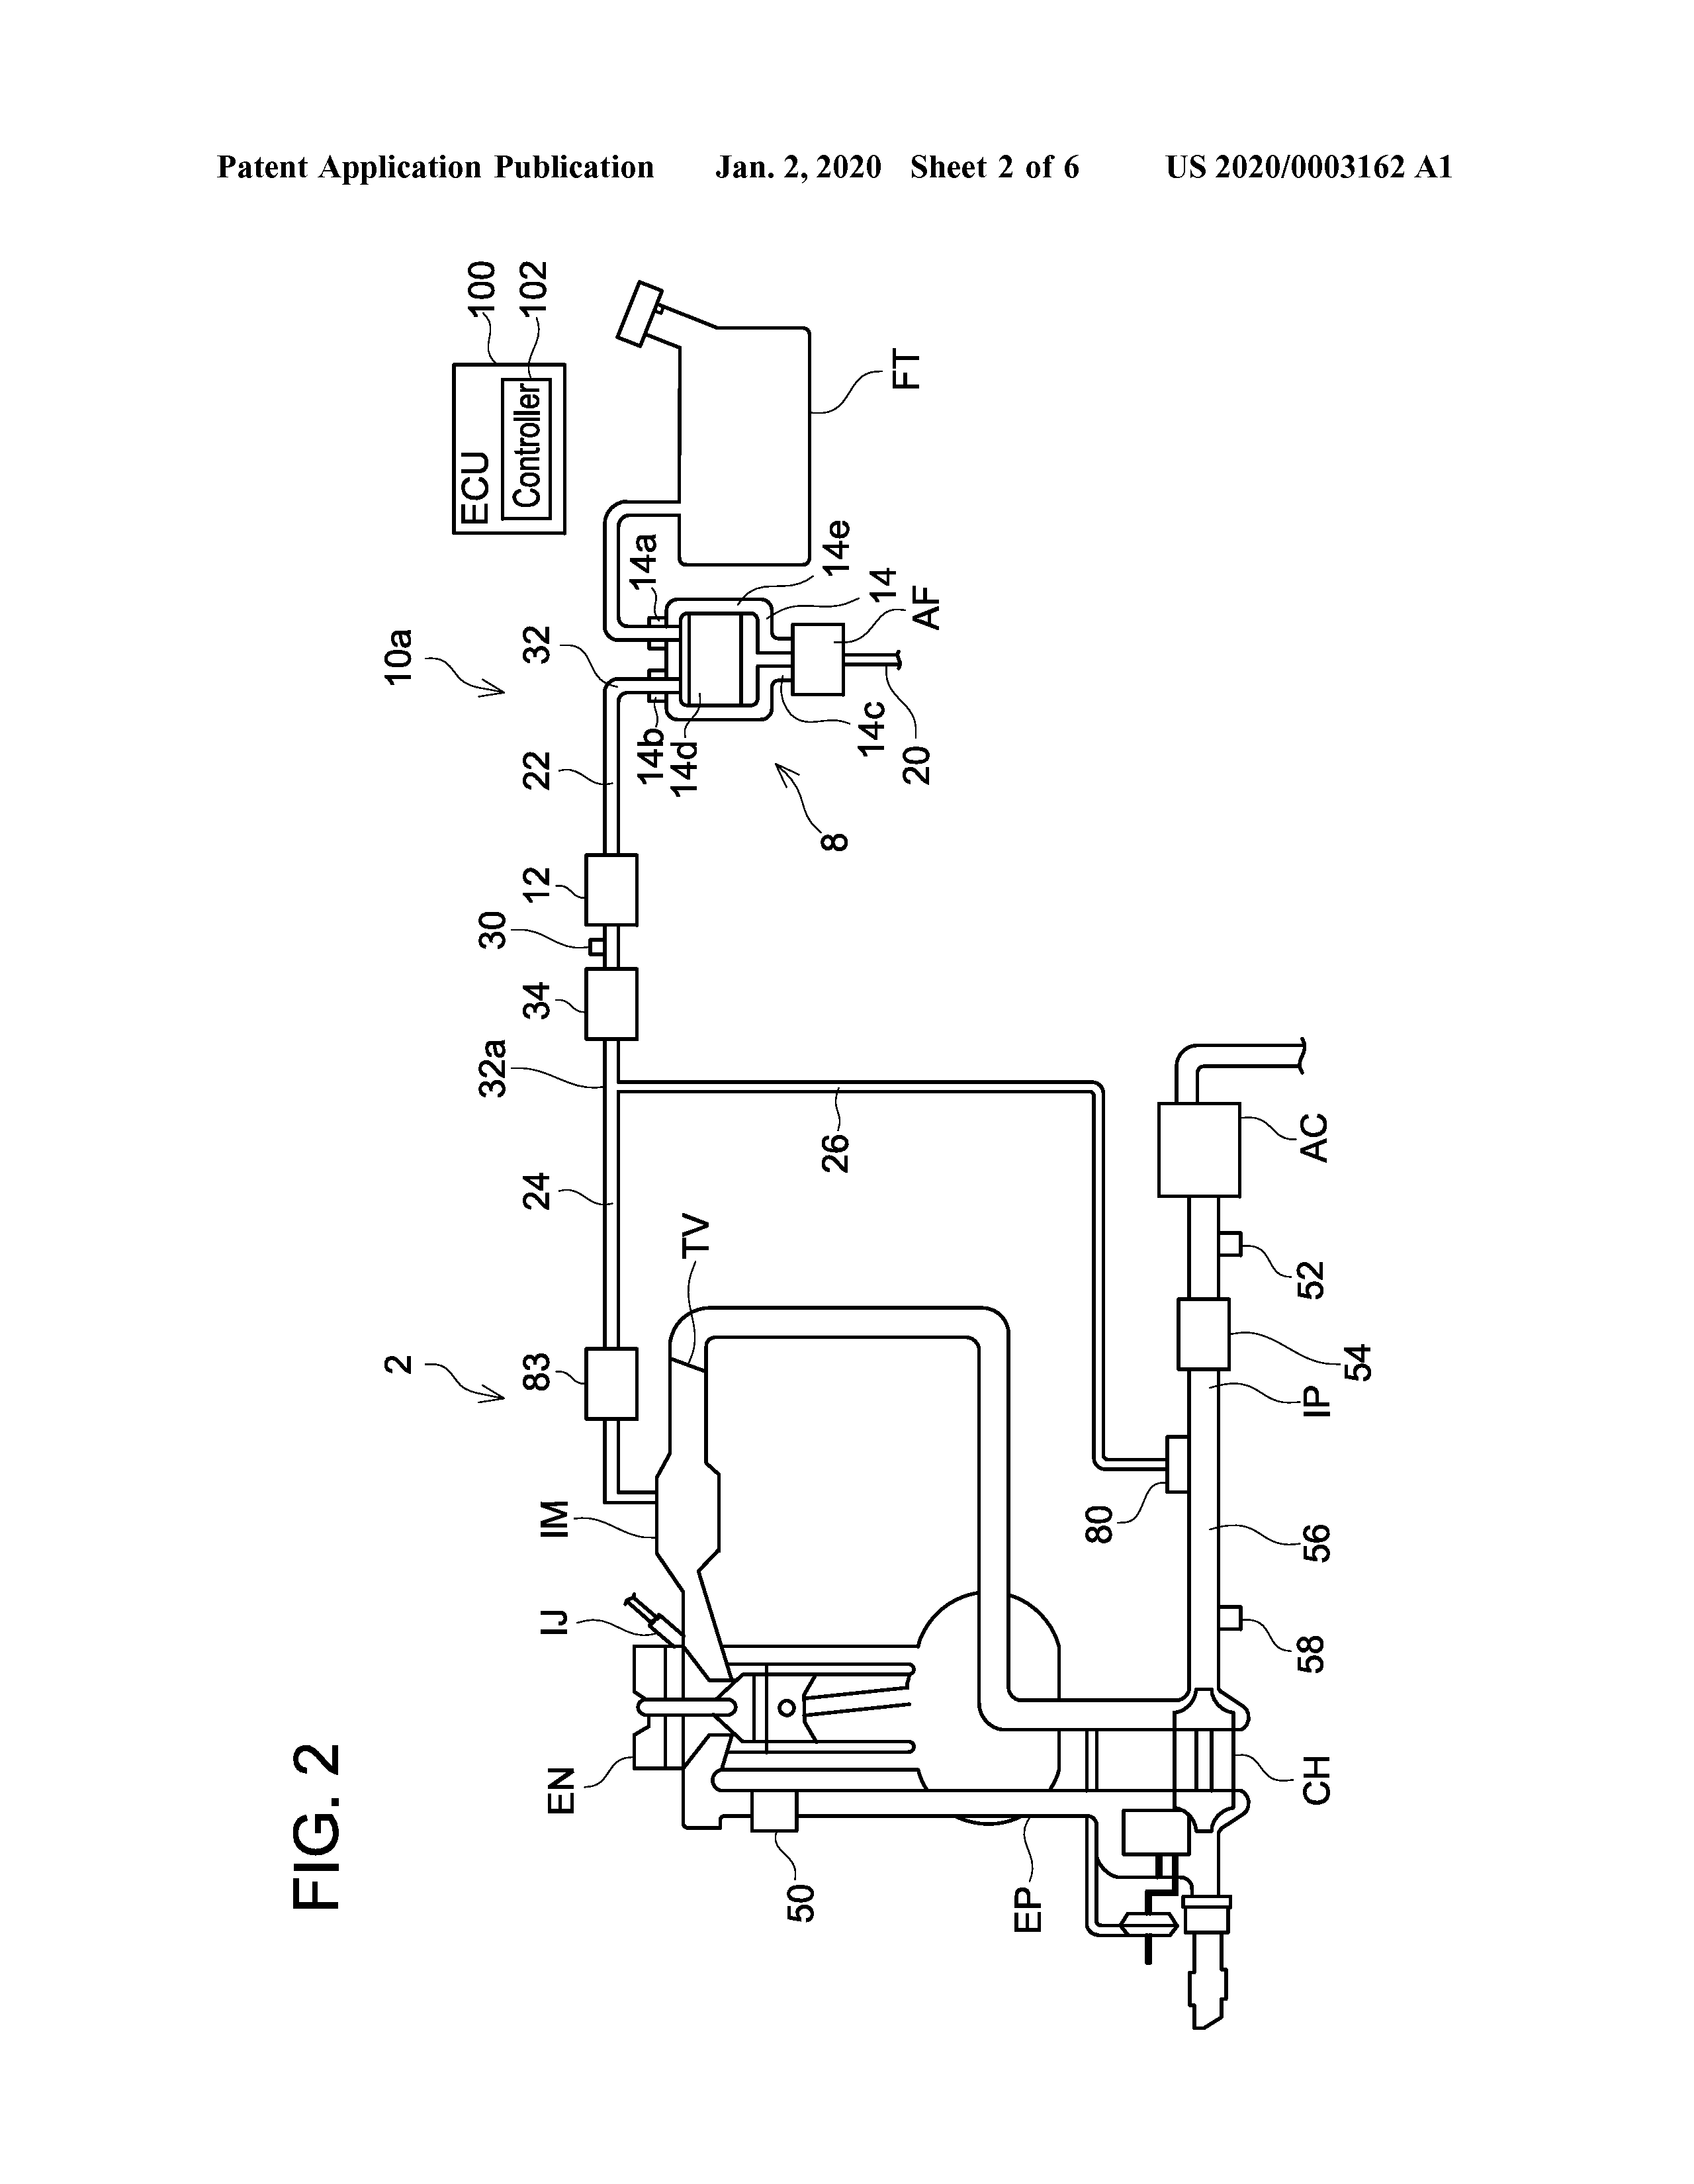 Patent Application Publication Jan. 2, 2020 Sheet 2 of 6 US 2020/0003162 A1
FIG. 2
100
102
ECU
Controller
FT
10a
32
14a
14e
14
AF
22
14b
14d
14c
20
8
12
30
34
32a
24
26
AC
TV
52
2
83
54
IP
IM
80
56
IJ
58
EN
CH
50
EP